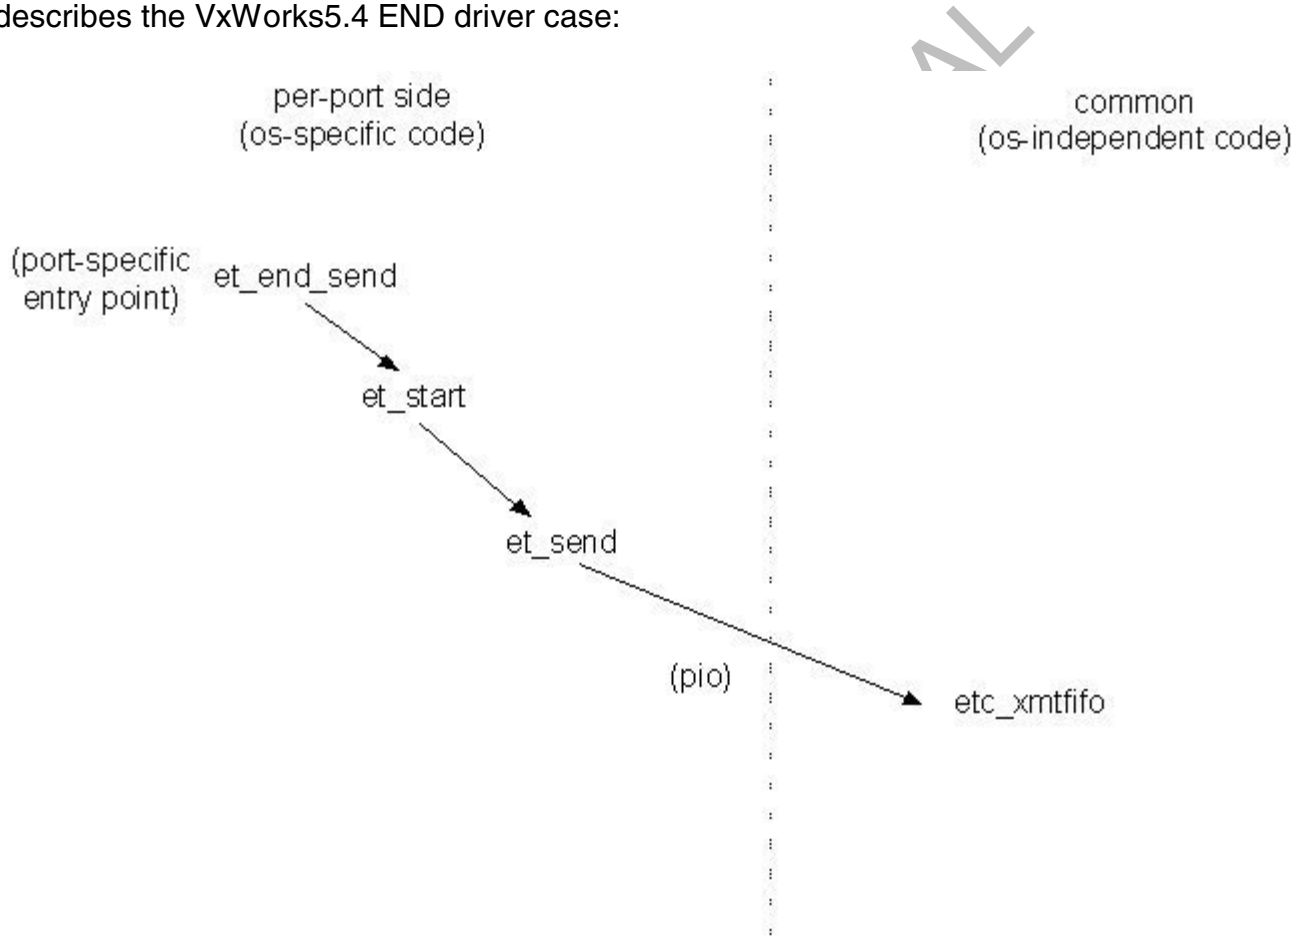 describes the VxWorks5.4 END driver case:
per-port side
(os-specific code)
common
(os-independent code)
(port-specific
entry point)
et_end_send
et_start
et_send
(pio)
etc_xmtfifo